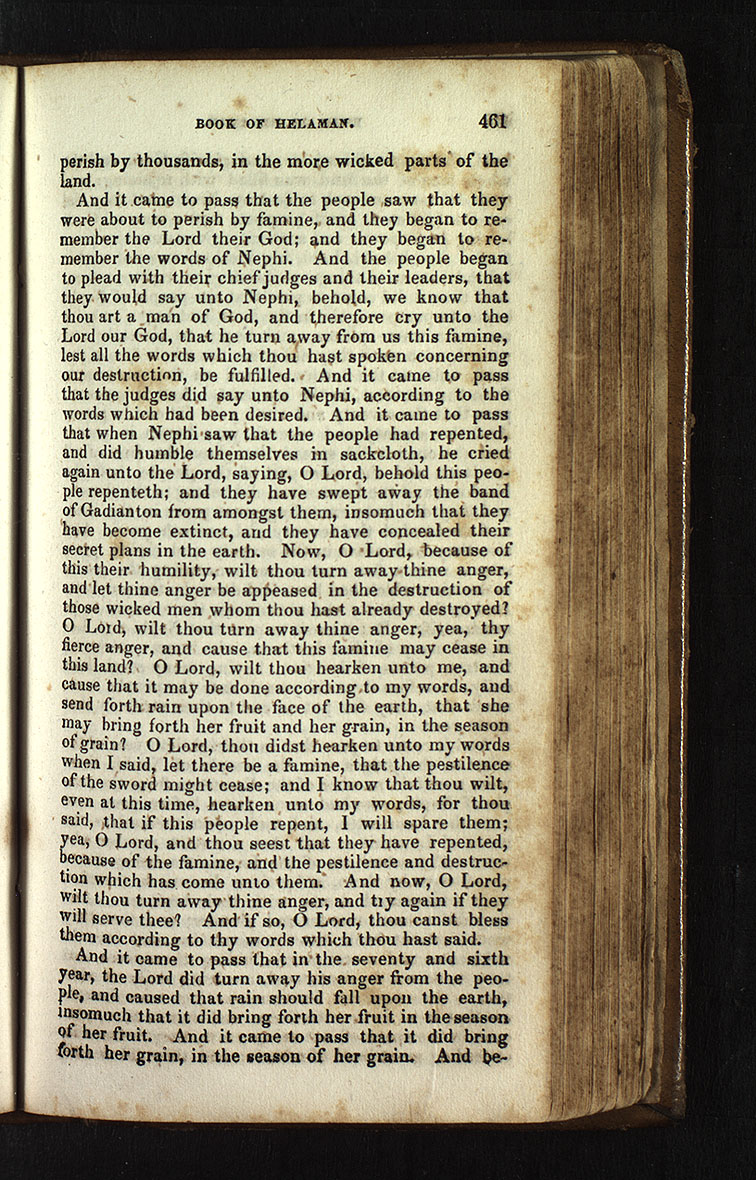 BOOK OF HELAMAN. 461
perish by thousands, in the more wicked parts of the
land.
And it came to pass that the people saw that they
were about to perish by famine, and they began to re-
member the Lord their God; and they began to re-
member the words of Nephi. And the people began
to plead with their chief judges and their leaders, that
they would say unto Nephi, behold, we know that
thou art a man of God, and therefore cry unto the
Lord our God, that he turn away from us this famine,
lest all the words which thou hast spoken concerning
our destruction, be fulfilled. And it came to pass
that the judges did say unto Nephi, according to the
words which had been desired. And it came to pass
that when Nephi saw that the people had repented,
and did humble themselves in sackcloth, he cried
again unto the Lord, saying, O Lord, behold this peo-
ple repenteth; and they have swept away the band
of Gadianton from amongst them, insomuch that they
have become extinct, and they have concealed their
secret plans in the earth. Now, O Lord, because of
this their humility, wilt thou turn away thine anger,
and let thine anger be appeased in the destruction of
those wicked men whom thou hast already destroyed?
O Lord, wilt thou turn away thine anger, yea, thy
fierce anger, and cause that this famine may cease in
this land? O Lord, wilt thou hearken unto me, and
cause that it may be done according to my words, and
send forth rain upon the face of the earth, that she
may bring forth her fruit and her grain, in the season
of grain? O Lord, thou didst hearken unto my words
when I said, let there be a famine, that the pestilence
of the sword might cease; and I know that thou wilt,
even at this time, hearken unto my words, for thou
said, that if this people repent, I will spare them;
yea, O Lord, and thou seest that they have repented,
because of the famine, and the pestilence and destruc-
tion which has come unto them. And now, O Lord,
wilt thou turn away thine anger, and try again if they
will serve thee? And if so, O Lord, thou canst bless
them according to thy words which thou hast said.
And it came to pass that in the seventy and sixth
year, the Lord did turn away his anger from the peo-
ple, and caused that rain should fall upon the earth,
insomuch that it did bring forth her fruit in the season
of her fruit. And it came to pass that it did bring
forth her grain, in the season of her grain. And be-